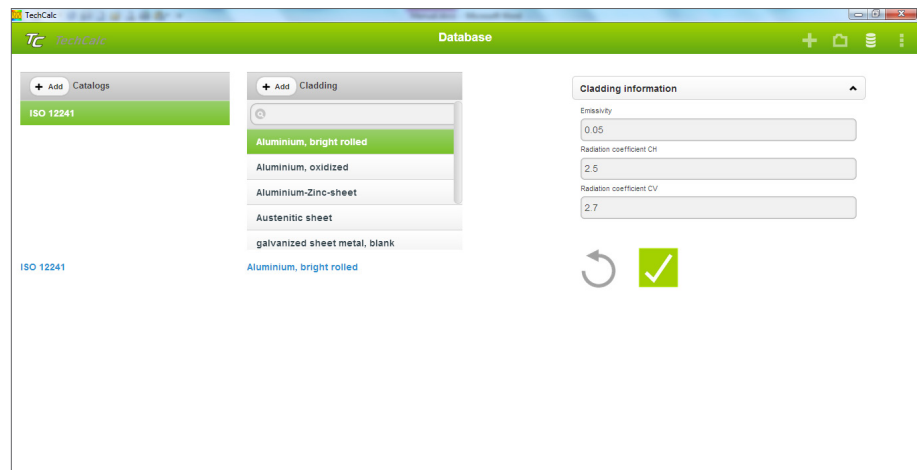 TechCalc
TC TechCalc
Database
+ Add Catalogs
ISO 12241
ISO 12241
+ Add Cladding
Aluminium, bright rolled
Aluminium, oxidized
Aluminium-Zinc-sheet
Austenitic sheet
galvanized sheet metal, blank
Aluminium, bright rolled
Cladding information
Emissivity
0.05
Radiation coefficient CH
2.5
Radiation coefficient CV
2.7